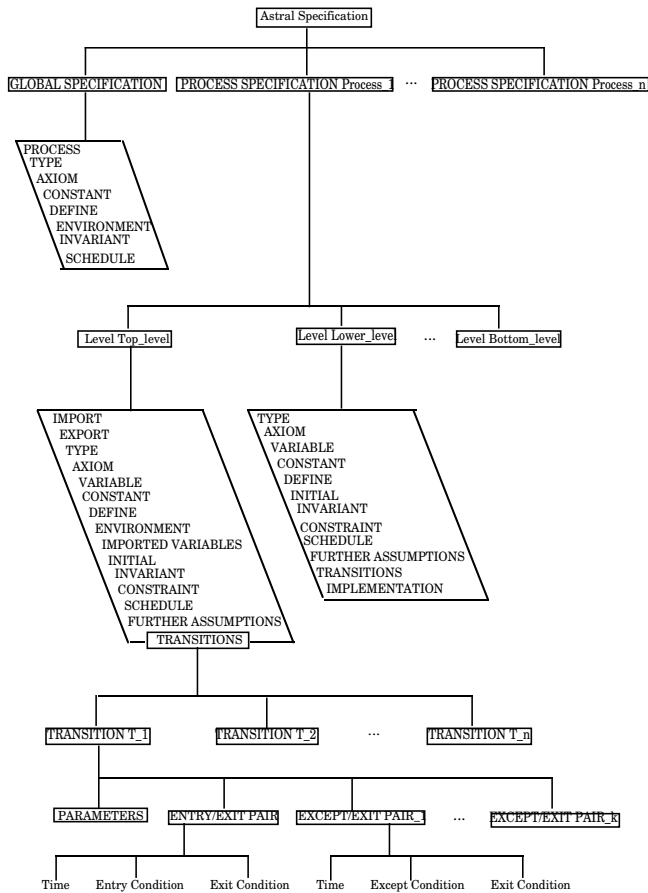 Astral Specification
GLOBAL SPECIFICATION
PROCESS SPECIFICATION Process_1
...
PROCESS SPECIFICATION Process_n
PROCESS
TYPE
AXIOM
CONSTANT
DEFINE
ENVIRONMENT
INVARIANT
SCHEDULE
Level Top_level
Level Lower_level
...
Level Bottom_level
IMPORT
EXPORT
TYPE
AXIOM
VARIABLE
CONSTANT
DEFINE
ENVIRONMENT
IMPORTED VARIABLES
INITIAL
INVARIANT
CONSTRAINT
SCHEDULE
FURTHER ASSUMPTIONS
TRANSITIONS
TYPE
AXIOM
VARIABLE
CONSTANT
DEFINE
INITIAL
INVARIANT
CONSTRAINT
SCHEDULE
FURTHER ASSUMPTIONS
TRANSITIONS
IMPLEMENTATION
TRANSITION T_1
TRANSITION T_2
...
TRANSITION T_n
PARAMETERS
ENTRY/EXIT PAIR
EXCEPT/EXIT PAIR_1
...
EXCEPT/EXIT PAIR_k
Time
Entry Condition
Exit Condition
Time
Except Condition
Exit Condition